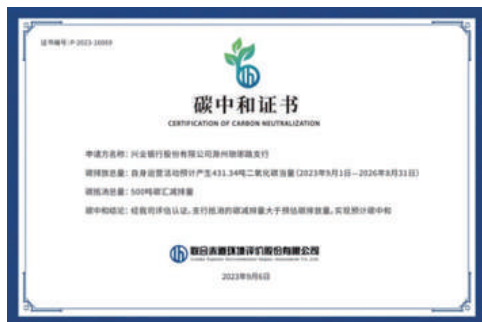 证书编号:P-2023-16059
碳中和证书
CERTIFICATION OF CARBON NEUTRALIZATION
申请方名称:兴业银行股份有限公司滁州琅琊路支行
碳排放总量:自身运营活动预计产生431.34吨二氧化碳当量(2023年9月1日—2026年8月31日)
碳抵消总量:500吨碳汇减排量
碳中和结论:经我司评估认证,支行抵消的碳减排量大于预估碳排放量,实现预计碳中和
联合赤道环境评价股份有限公司
2023年9月6日